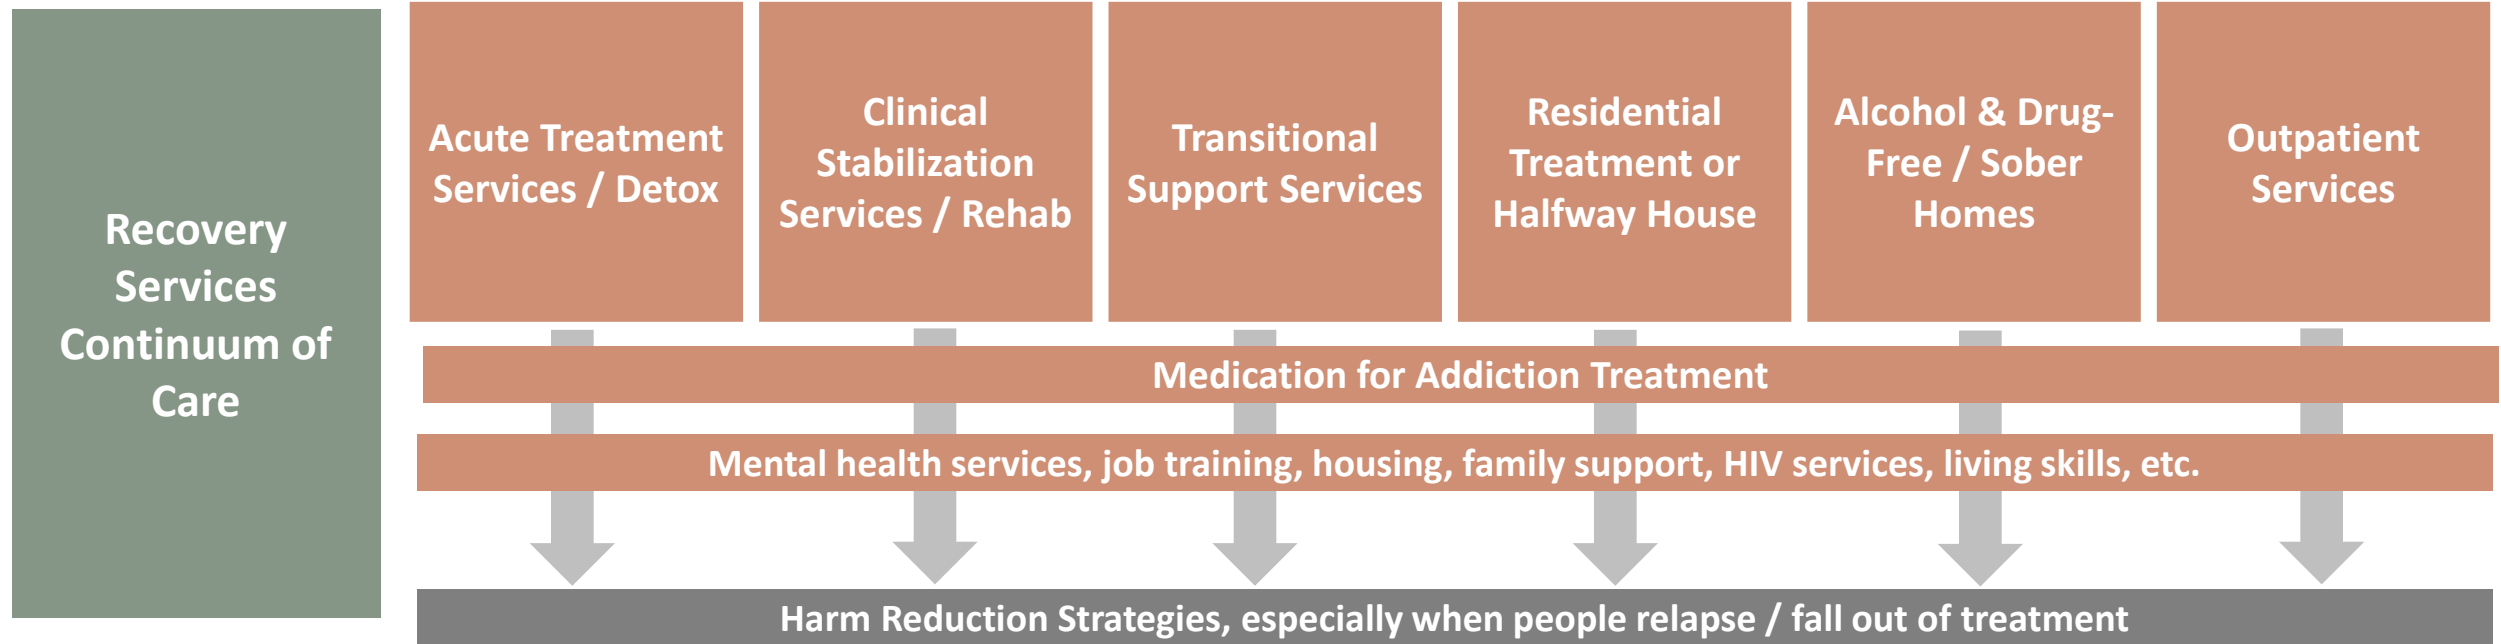 Recovery
Services
Continuum of
Care
Acute Treatment
Services / Detox
Clinical
Stabilization
Services / Rehab
Transitional
Support Services
Residential
Treatment or
Halfway House
Alcohol & Drug-
Free / Sober
Homes
Outpatient
Services
Medication for Addiction Treatment
Mental health services, job training, housing, family support, HIV services, living skills, etc.
Harm Reduction Strategies, especially when people relapse / fall out of treatment